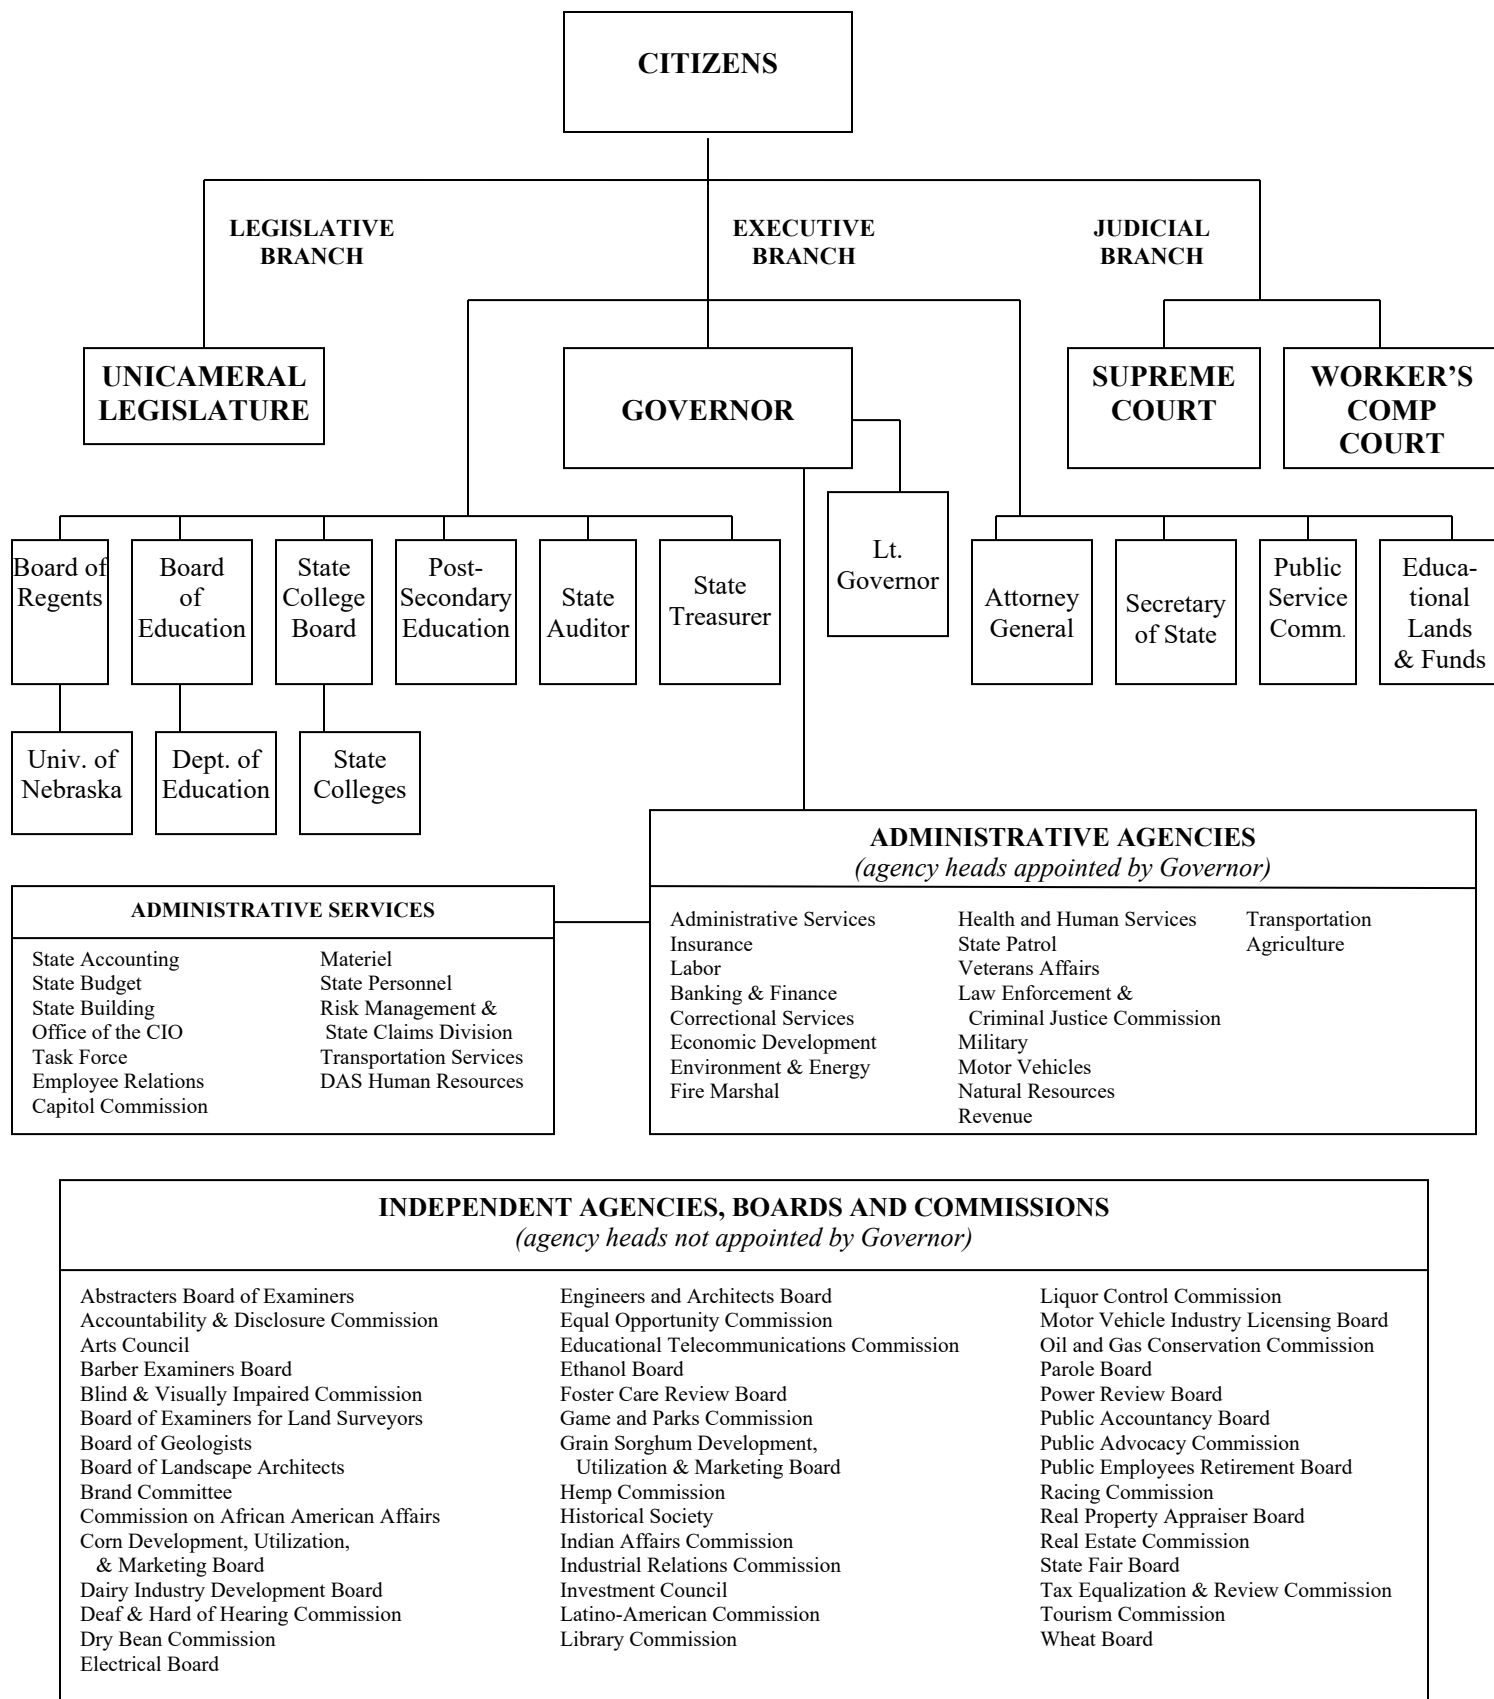 CITIZENS
LEGISLATIVE
BRANCH
EXECUTIVE
BRANCH
JUDICIAL
BRANCH
UNICAMERAL
LEGISLATURE
GOVERNOR
SUPREME
COURT
WORKER’S
COMP
COURT
Lt.
Governor
Board of
Regents
Board
of
Education
State
College
Board
Post-
Secondary
Education
State
Auditor
State
Treasurer
Attorney
General
Secretary
of State
Public
Service
Comm.
Educa-
tional
Lands
& Funds
Univ. of
Nebraska
Dept. of
Education
State
Colleges
ADMINISTRATIVE AGENCIES
(agency heads appointed by Governor)
Administrative Services
Insurance
Labor
Banking & Finance
Correctional Services
Economic Development
Environment & Energy
Fire Marshal
Health and Human Services
State Patrol
Veterans Affairs
Law Enforcement &
Criminal Justice Commission
Military
Motor Vehicles
Natural Resources
Revenue
Transportation
Agriculture
ADMINISTRATIVE SERVICES
State Accounting
State Budget
State Building
Office of the CIO
Task Force
Employee Relations
Capitol Commission
Materiel
State Personnel
Risk Management &
State Claims Division
Transportation Services
DAS Human Resources
INDEPENDENT AGENCIES, BOARDS AND COMMISSIONS
(agency heads not appointed by Governor)
Abstracters Board of Examiners
Accountability & Disclosure Commission
Arts Council
Barber Examiners Board
Blind & Visually Impaired Commission
Board of Examiners for Land Surveyors
Board of Geologists
Board of Landscape Architects
Brand Committee
Commission on African American Affairs
Corn Development, Utilization,
& Marketing Board
Dairy Industry Development Board
Deaf & Hard of Hearing Commission
Dry Bean Commission
Electrical Board
Engineers and Architects Board
Equal Opportunity Commission
Educational Telecommunications Commission
Ethanol Board
Foster Care Review Board
Game and Parks Commission
Grain Sorghum Development,
Utilization & Marketing Board
Hemp Commission
Historical Society
Indian Affairs Commission
Industrial Relations Commission
Investment Council
Latino-American Commission
Library Commission
Liquor Control Commission
Motor Vehicle Industry Licensing Board
Oil and Gas Conservation Commission
Parole Board
Power Review Board
Public Accountancy Board
Public Advocacy Commission
Public Employees Retirement Board
Racing Commission
Real Property Appraiser Board
Real Estate Commission
State Fair Board
Tax Equalization & Review Commission
Tourism Commission
Wheat Board